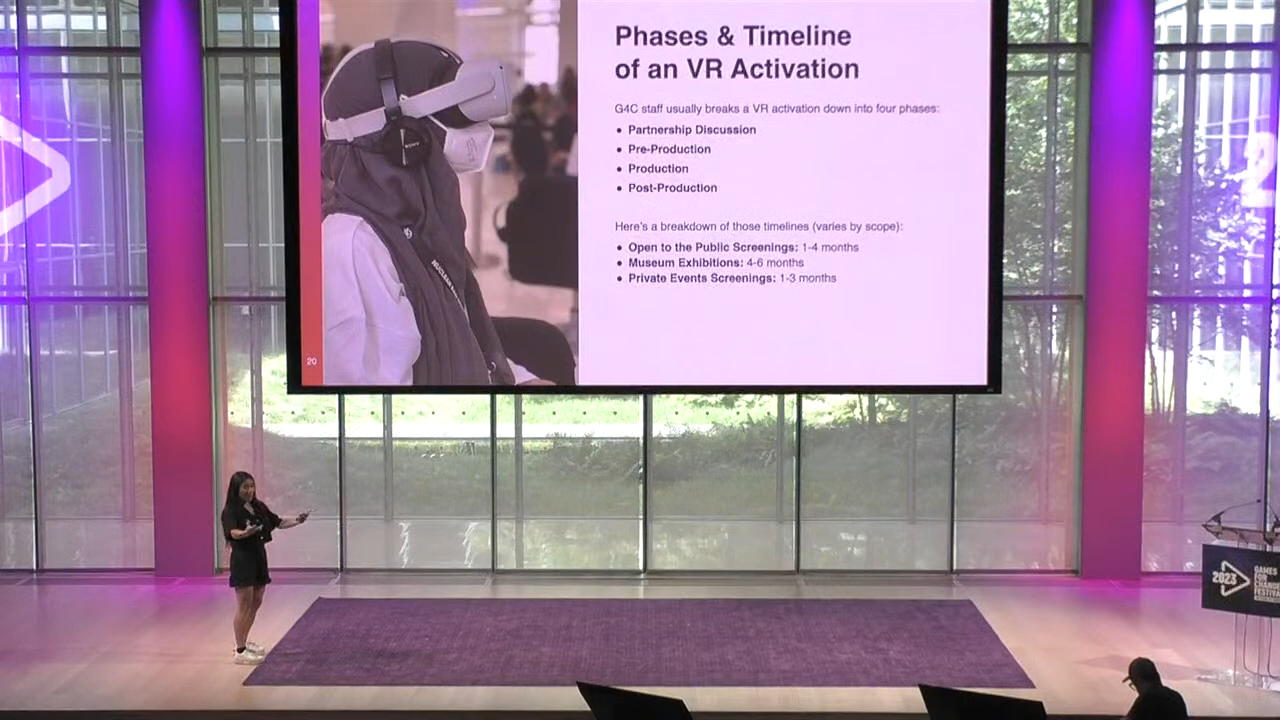 Phases & Timeline
of an VR Activation
G4C staff usually breaks a VR activation down into four phases:
• Partnership Discussion
• Pre-Production
• Production
• Post-Production
Here's a breakdown of those timelines (varies by scope):
• Open to the Public Screenings: 1-4 months
• Museum Exhibitions: 4-6 months
• Private Events Screenings: 1-3 months
20
SONY
2
2023
GAMES
FOR
CHANGE
FESTIVAL